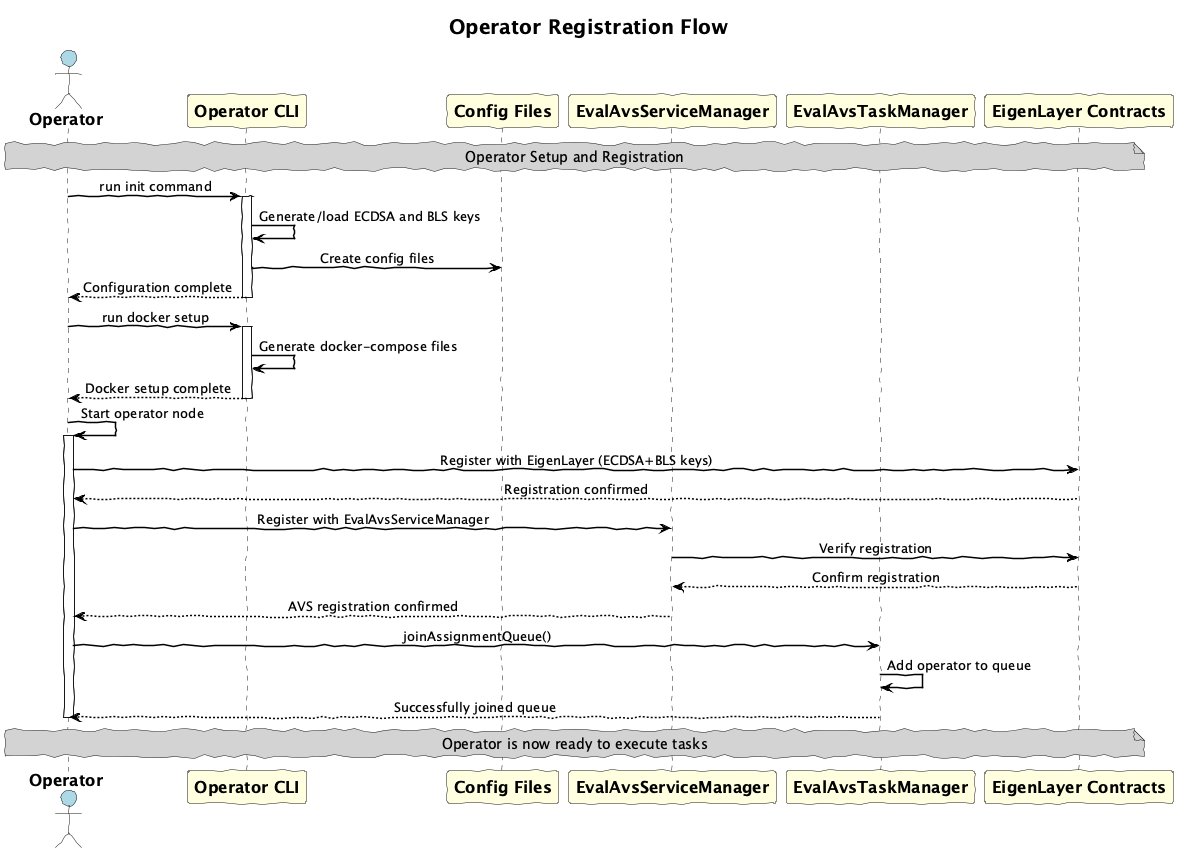 Operator Registration Flow
Operator
Operator CLI
Config Files
EvalAvsServiceManager
EvalAvsTaskManager
EigenLayer Contracts
Operator Setup and Registration
run init command
Generate/load ECDSA and BLS keys
Create config files
Configuration complete
run docker setup
Generate docker-compose files
Docker setup complete
Start operator node
Register with EigenLayer (ECDSA+BLS keys)
Registration confirmed
Register with EvalAvsServiceManager
Verify registration
Confirm registration
AVS registration confirmed
joinAssignmentQueue()
Add operator to queue
Successfully joined queue
Operator is now ready to execute tasks
Operator
Operator CLI
Config Files
EvalAvsServiceManager
EvalAvsTaskManager
EigenLayer Contracts